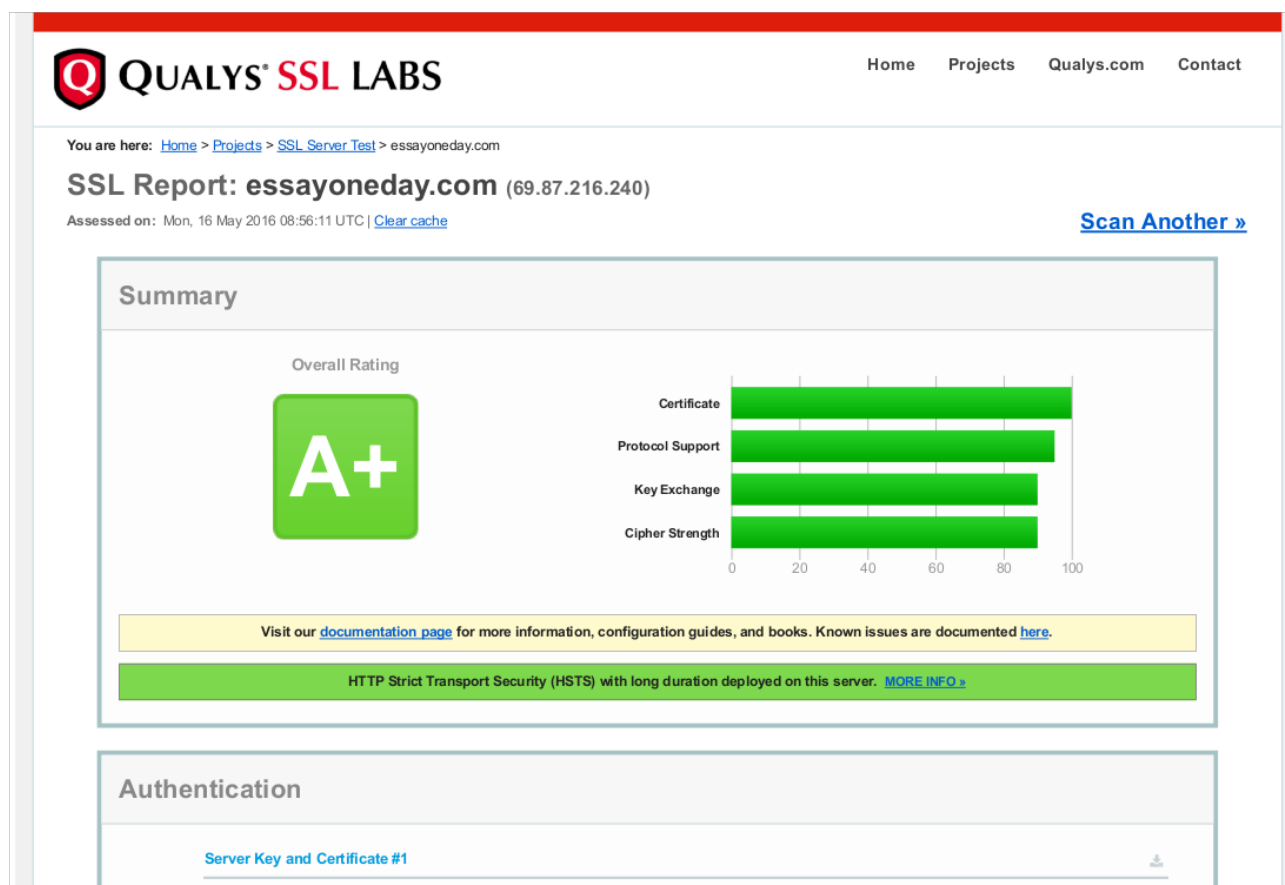 QUALYS® SSL LABS
Home Projects Qualys.com Contact
You are here: Home > Projects > SSL Server Test > essayoneday.com
SSL Report: essayoneday.com (69.87.216.240)
Assessed on: Mon, 16 May 2016 08:56:11 UTC | Clear cache
Scan Another »
Summary
Overall Rating
A+
Certificate
Protocol Support
Key Exchange
Cipher Strength
0 20 40 60 80 100
Visit our documentation page for more information, configuration guides, and books. Known issues are documented here.
HTTP Strict Transport Security (HSTS) with long duration deployed on this server. MORE INFO »
Authentication
Server Key and Certificate #1